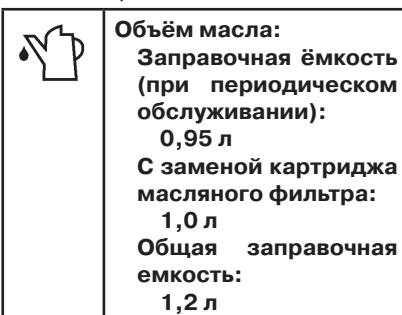 Объём масла:
Заправочная ёмкость
(при периодическом
обслуживании):
0,95 л
С заменой картриджа
масляного фильтра:
1,0 л
Общая заправочная
емкость:
1,2 л